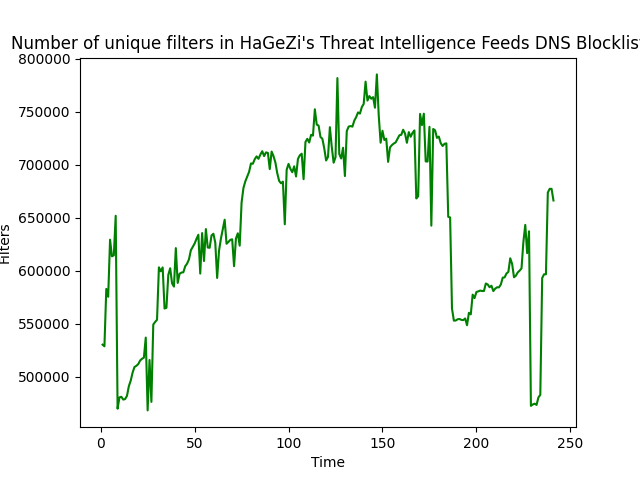 Number of unique filters in HaGeZi's Threat Intelligence Feeds DNS Blocklis
800000
750000
700000
650000
600000
550000
500000
Filters
0 50 100 150 200 250
Time